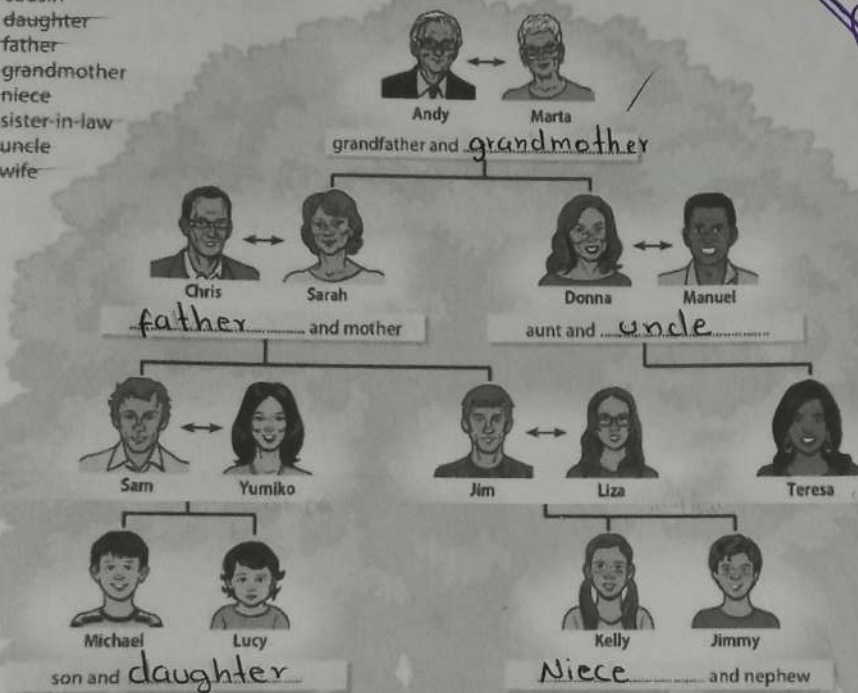 daughter
father
grandmother
niece
sister-in-law
uncle
wife
Andy Marta
grandfather and grandmother
Chris Sarah Donna Manuel
father and mother aunt and uncle
Sam Yumiko Jim Liza Teresa
Michael Lucy Kelly Jimmy
son and daughter Niece and nephew